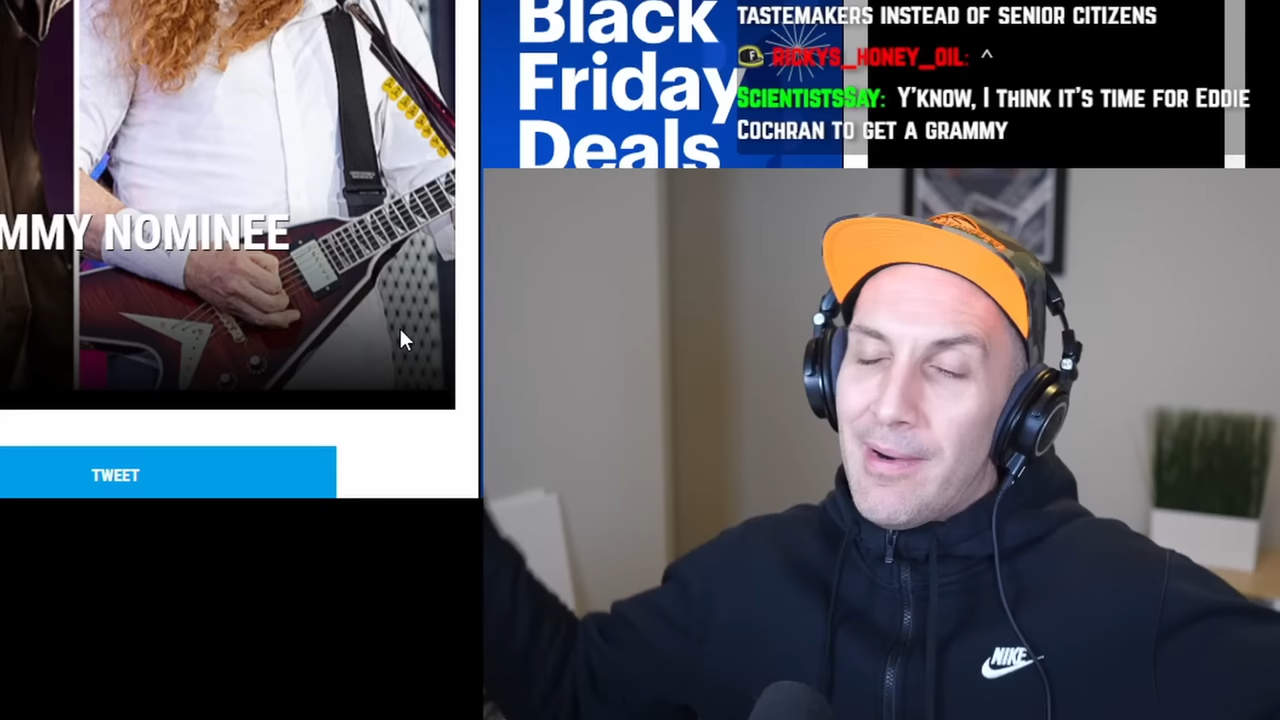 Black
Friday
Deals
TASTEMAKERS INSTEAD OF SENIOR CITIZENS
RICKYS_HONEY_OIL: ^
SCIENTISTSSAY: Y'KNOW, I THINK IT'S TIME FOR EDDIE
COCHRAN TO GET A GRAMMY
MMY NOMINEE
TWEET
NIKE